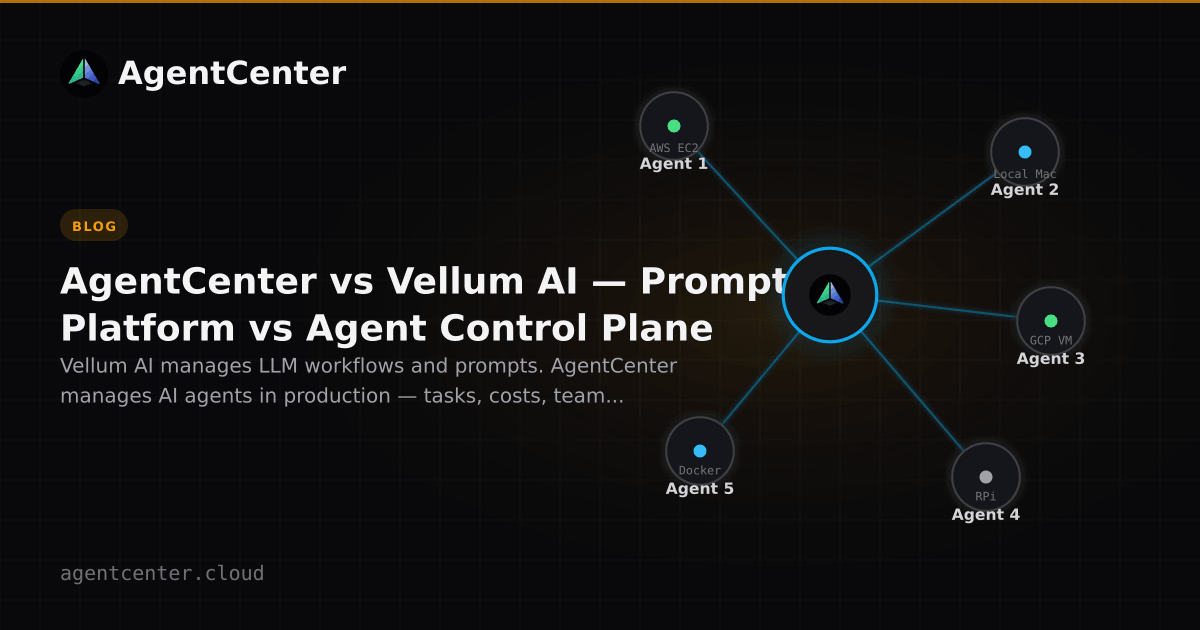 AgentCenter
BLOG
AgentCenter vs Vellum AI — Prompt
Platform vs Agent Control Plane
Vellum AI manages LLM workflows and prompts. AgentCenter
manages AI agents in production — tasks, costs, team...
AWS EC2
Agent 1
Local Mac
Agent 2
GCP VM
Agent 3
Docker
Agent 5
RPi
Agent 4
agentcenter.cloud